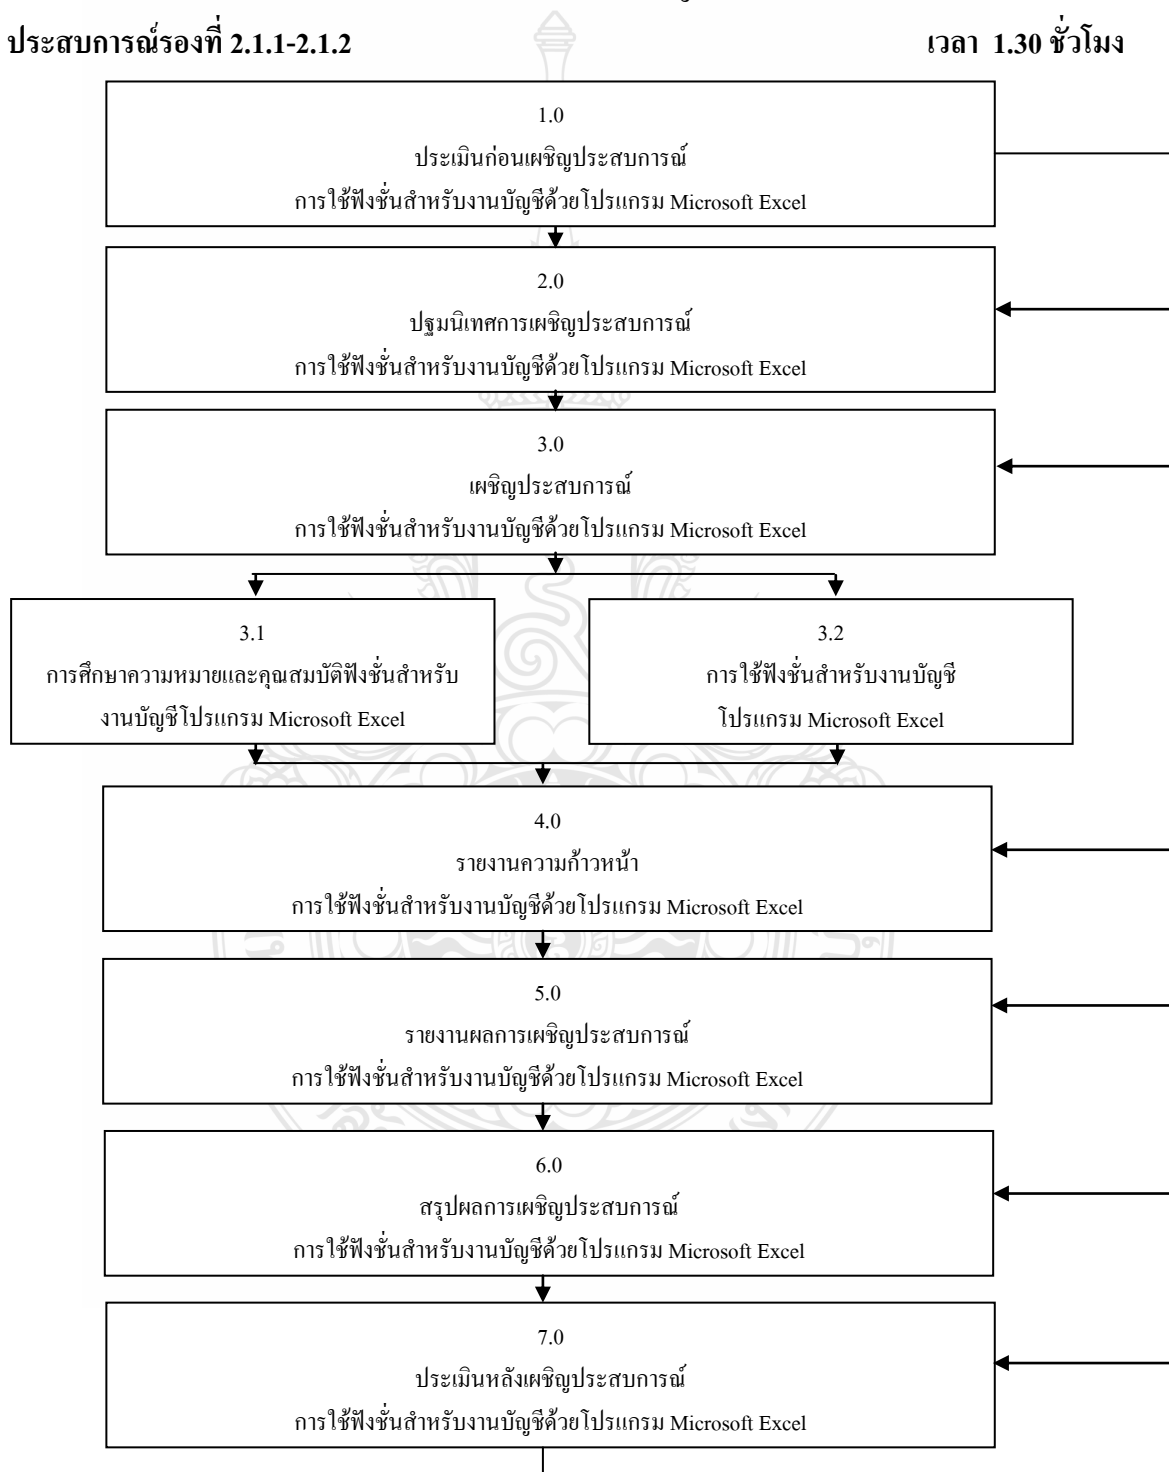 ประสบการณ์รองที่ 2.1.1-2.1.2 เวลา 1.30 ชั่วโมง
1.0
ประเมินก่อนเผชิญประสบการณ์
การใช้ฟังชั่นสำหรับงานบัญชีด้วยโปรแกรม Microsoft Excel
2.0
ปฐมนิเทศการเผชิญประสบการณ์
การใช้ฟังชั่นสำหรับงานบัญชีด้วยโปรแกรม Microsoft Excel
3.0
เผชิญประสบการณ์
การใช้ฟังชั่นสำหรับงานบัญชีด้วยโปรแกรม Microsoft Excel
3.1
การศึกษาความหมายและคุณสมบัติฟังชั่นสำหรับ
งานบัญชีโปรแกรม Microsoft Excel
3.2
การใช้ฟังชั่นสำหรับงานบัญชี
โปรแกรม Microsoft Excel
4.0
รายงานความก้าวหน้า
การใช้ฟังชั่นสำหรับงานบัญชีด้วยโปรแกรม Microsoft Excel
5.0
รายงานผลการเผชิญประสบการณ์
การใช้ฟังชั่นสำหรับงานบัญชีด้วยโปรแกรม Microsoft Excel
6.0
สรุปผลการเผชิญประสบการณ์
การใช้ฟังชั่นสำหรับงานบัญชีด้วยโปรแกรม Microsoft Excel
7.0
ประเมินหลังเผชิญประสบการณ์
การใช้ฟังชั่นสำหรับงานบัญชีด้วยโปรแกรม Microsoft Excel